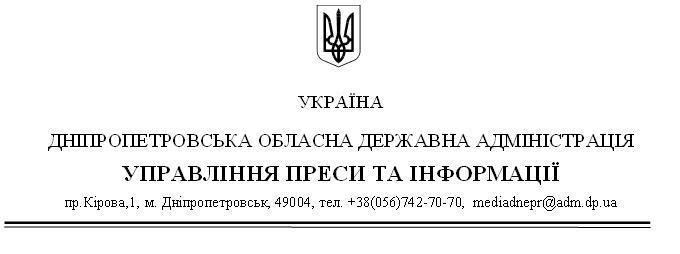 УКРАЇНА
ДНІПРОПЕТРОВСЬКА ОБЛАСНА ДЕРЖАВНА АДМІНІСТРАЦІЯ
УПРАВЛІННЯ ПРЕСИ ТА ІНФОРМАЦІЇ
пр.Кірова,1, м. Дніпропетровськ, 49004, тел. +38(056)742-70-70, mediadnepr@adm.dp.ua